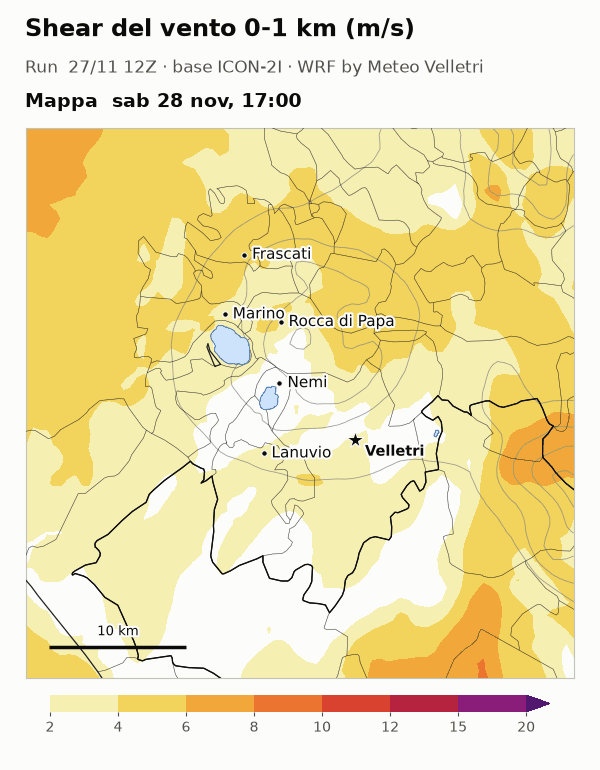 Shear del vento 0-1 km (m/s)
Run  27/11 12Z · base ICON-2I · WRF by Meteo Velletri
Mappa  sab 28 nov, 17:00
Frascati
Marino
Rocca di Papa
Nemi
Velletri
Lanuvio
10 km
2 4 6 8 10 12 15 20